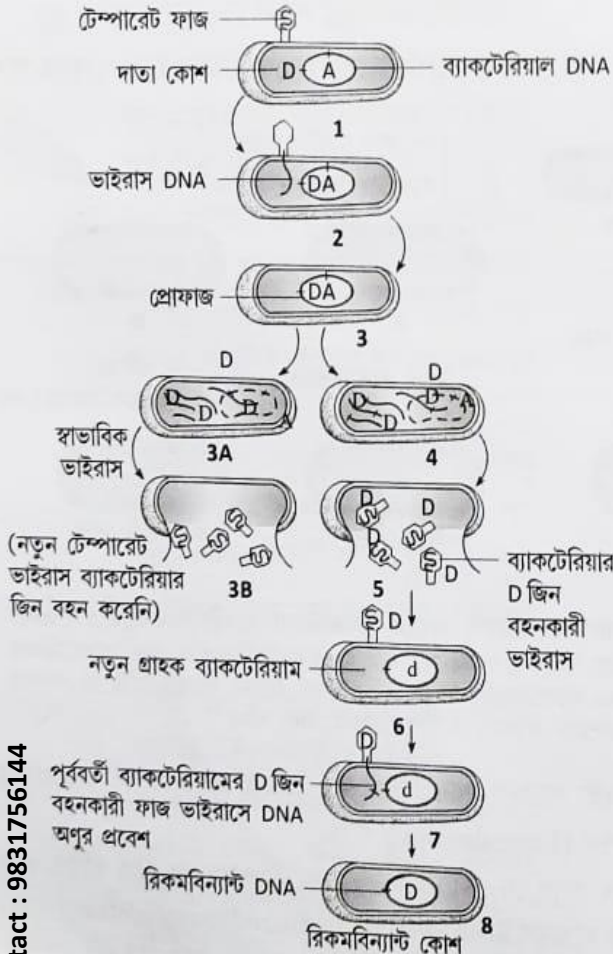 টেম্পারেট ফাজ
S
দাতা কোশ
D
A
ব্যাকটেরিয়াল DNA
1
ভাইরাস DNA
DA
2
প্রোফাজ
DA
3
D
D
D
D
D
A
3A
D
D
D
A
4
স্বাভাবিক
ভাইরাস
(নতুন টেম্পারেট
ভাইরাস ব্যাকটেরিয়ার
জিন বহন করেনি)
S
S
S
S
3B
D
D
D
S
S
S
S
D
5
ব্যাকটেরিয়ার
D জিন
বহনকারী
ভাইরাস
S
D
নতুন গ্রাহক ব্যাকটেরিয়াম
d
6
D
পূর্ববর্তী ব্যাকটেরিয়ামের D জিন
বহনকারী ফাজ ভাইরাসে DNA
অণুর প্রবেশ
d
7
রিকমবিন্যান্ট DNA
D
8
রিকমবিন্যান্ট কোশ
tact : 9831756144